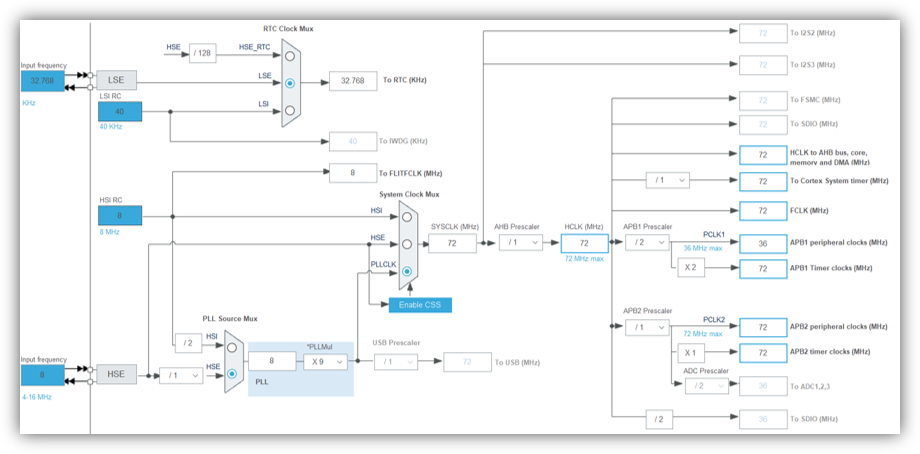 RTC Clock Mux
HSE
/ 128
HSE_RTC
Input frequency
32.768
KHz
LSE
LSE
32.768
To RTC (KHz)
LSI RC
40
40 KHz
LSI
40
To IWDG (KHz)
8
To FLITFCLK (MHz)
HSI RC
8
8 MHz
System Clock Mux
HSI
HSE
PLLCLK
Enable CSS
SYSCLK (MHz)
72
AHB Prescaler
/ 1
HCLK (MHz)
72
72 MHz max
PLL Source Mux
/ 2
HSI
Input frequency
8
4-16 MHz
HSE
/ 1
HSE
8
PLL
*PLLMul
X 9
USB Prescaler
/ 1
72
To USB (MHz)
72
To I2S2 (MHz)
72
To I2S3 (MHz)
72
To FSMC (MHz)
72
To SDIO (MHz)
72
HCLK to AHB bus, core,
memory and DMA (MHz)
/ 1
72
To Cortex System timer (MHz)
72
FCLK (MHz)
APB1 Prescaler
/ 2
PCLK1
36 MHz max
36
APB1 peripheral clocks (MHz)
X 2
72
APB1 Timer clocks (MHz)
APB2 Prescaler
/ 1
PCLK2
72 MHz max
72
APB2 peripheral clocks (MHz)
X 1
72
APB2 timer clocks (MHz)
ADC Prescaler
/ 2
36
To ADC1,2,3
/ 2
36
To SDIO (MHz)